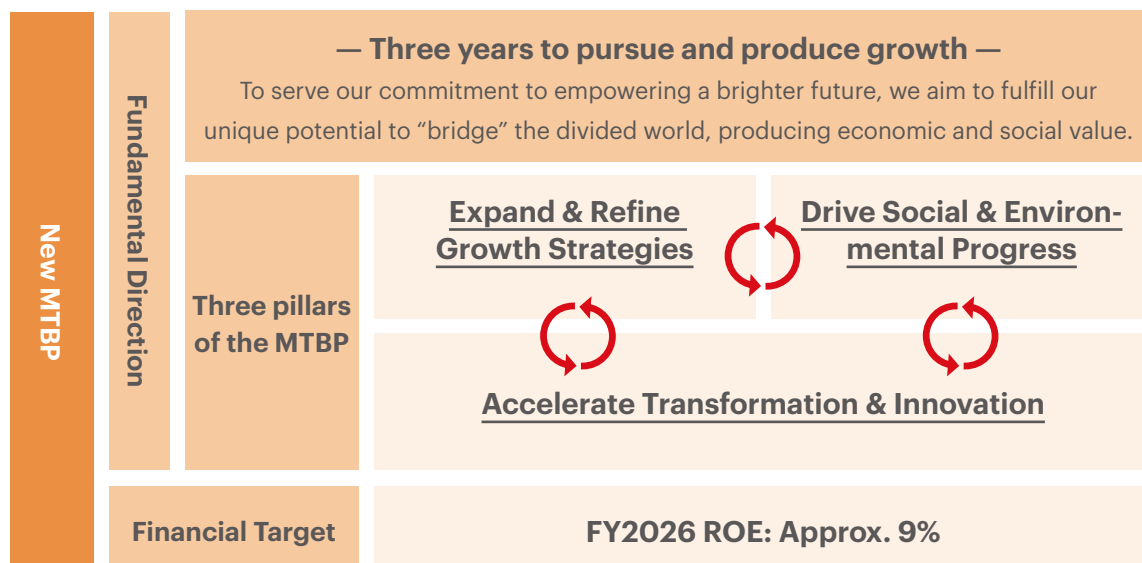 New MTBP
Fundamental Direction
— Three years to pursue and produce growth —
To serve our commitment to empowering a brighter future, we aim to fulfill our
unique potential to “bridge” the divided world, producing economic and social value.
Three pillars
of the MTBP
Expand & Refine
Growth Strategies
Drive Social & Environ-
mental Progress
Accelerate Transformation & Innovation
Financial Target
FY2026 ROE: Approx. 9%